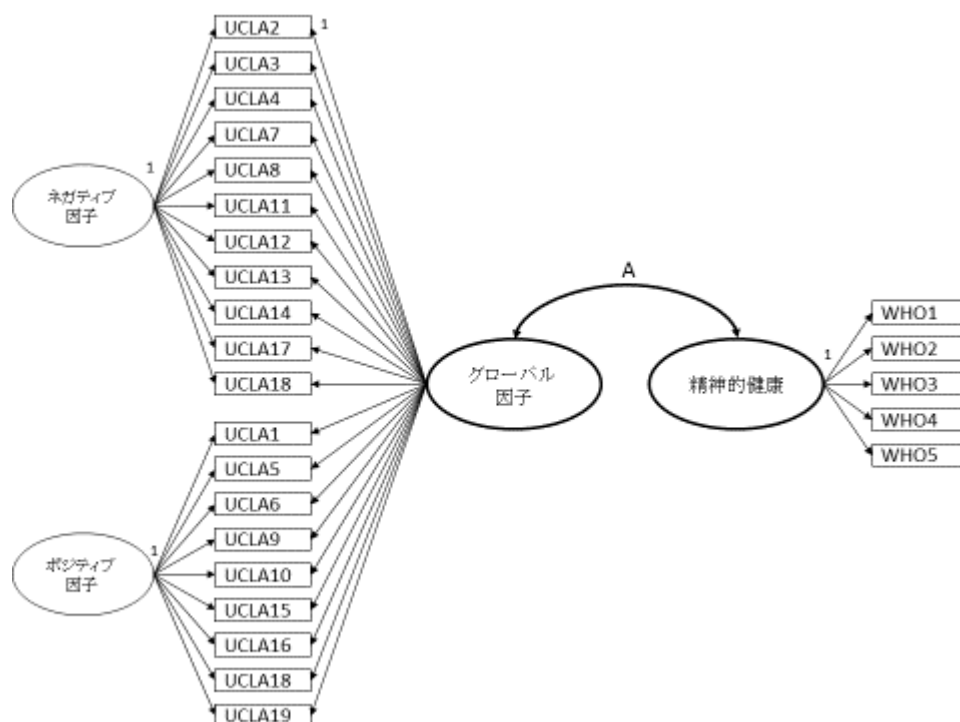 UCLA2
1
UCLA3
UCLA4
UCLA7
UCLA8
UCLA11
UCLA12
UCLA13
UCLA14
UCLA17
UCLA18
1
ネガティブ
因子
UCLA1
UCLA5
UCLA6
UCLA9
UCLA10
UCLA15
UCLA16
UCLA18
UCLA19
1
ポジティブ
因子
グローバル
因子
A
精神的健康
1
WHO1
WHO2
WHO3
WHO4
WHO5